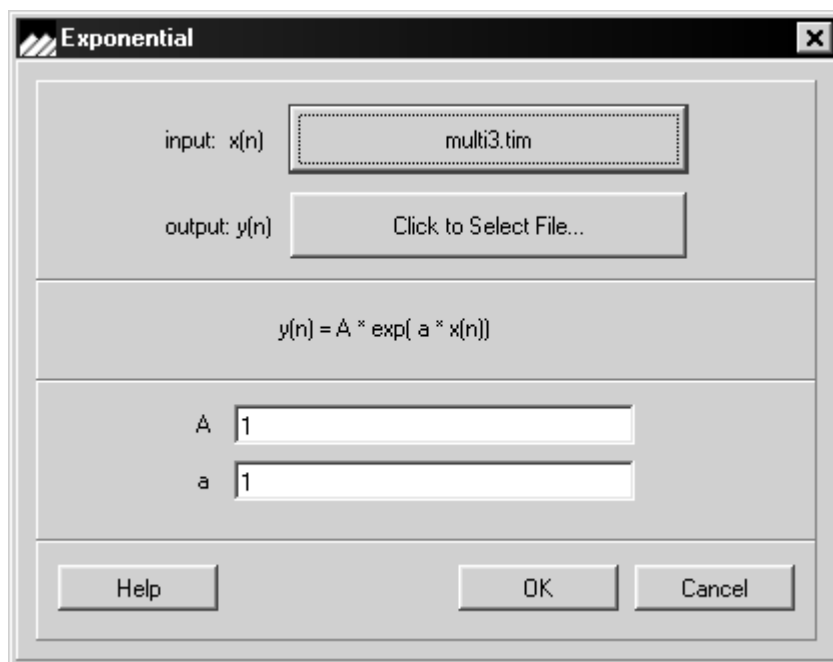 Exponential
input: x(n) multi3.tim
output: y(n) Click to Select File...
y(n) = A * exp( a * x(n))
A 1
a 1
Help OK Cancel